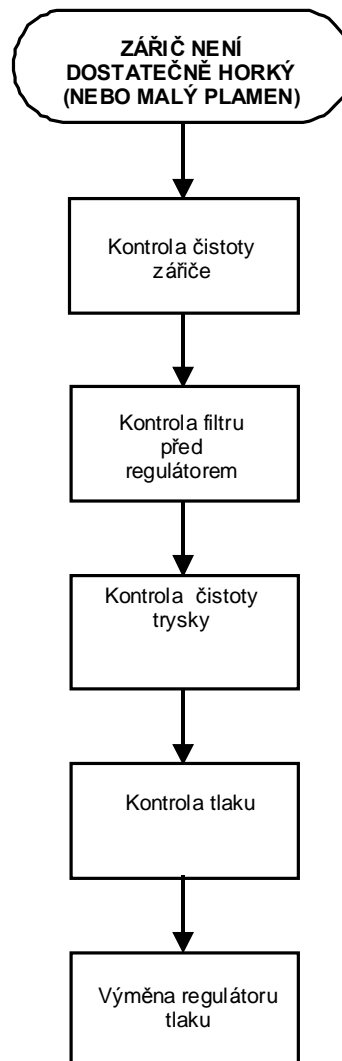 ZÁŘIČ NENÍ
DOSTATEČNĚ HORKÝ
(NEBO MALÝ PLAMEN)
Kontrola čistoty
zářiče
Kontrola filtru
před
regulátorem
Kontrola čistoty
trysky
Kontrola tlaku
Výměna regulátoru
tlaku